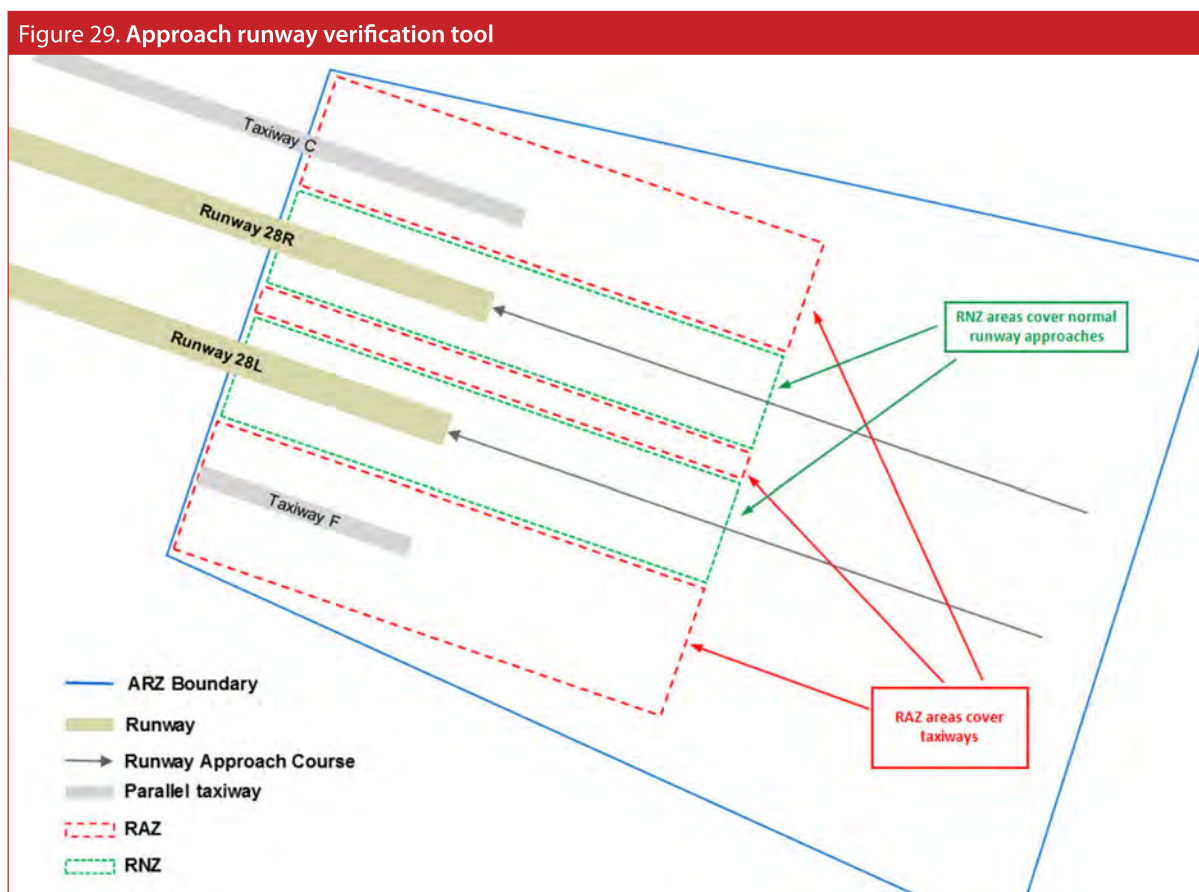 Figure 29. Approach runway verification tool
Taxiway C
Runway 28R
Runway 28L
Taxiway F
RNZ areas cover normal
runway approaches
RAZ areas cover
taxiways
ARZ Boundary
Runway
Runway Approach Course
Parallel taxiway
RAZ
RNZ